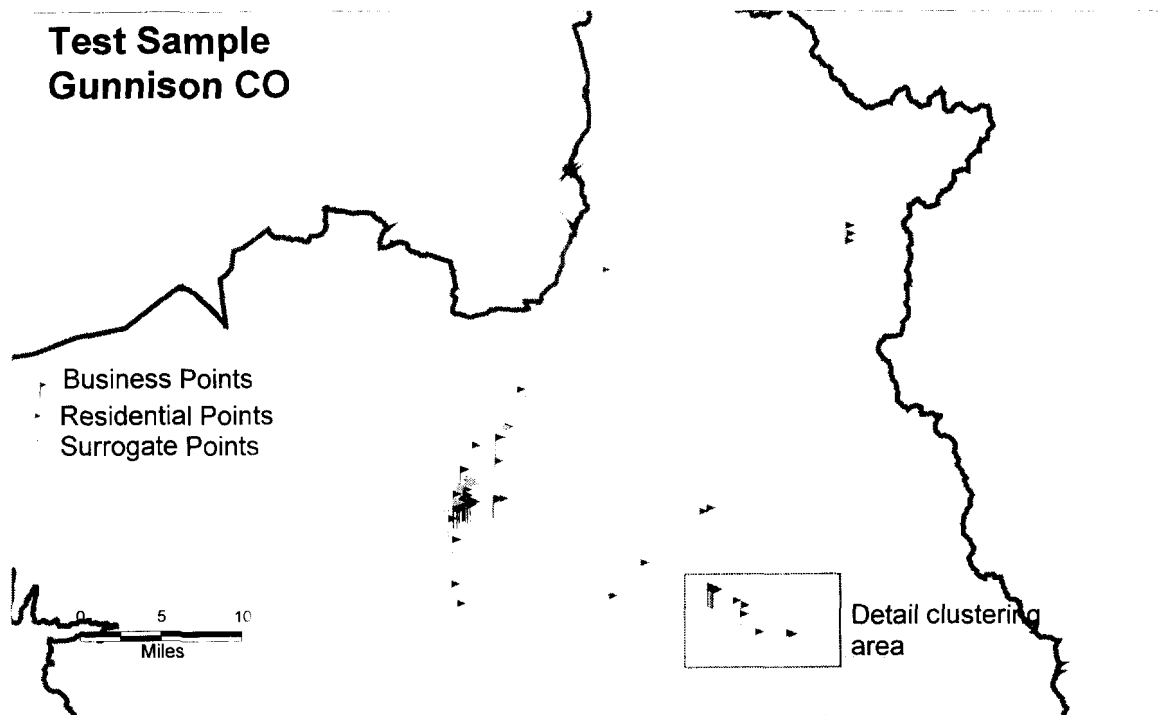 Test Sample
Gunnison CO
Business Points
Residential Points
Surrogate Points
0 5 10
Miles
Detail clustering
area